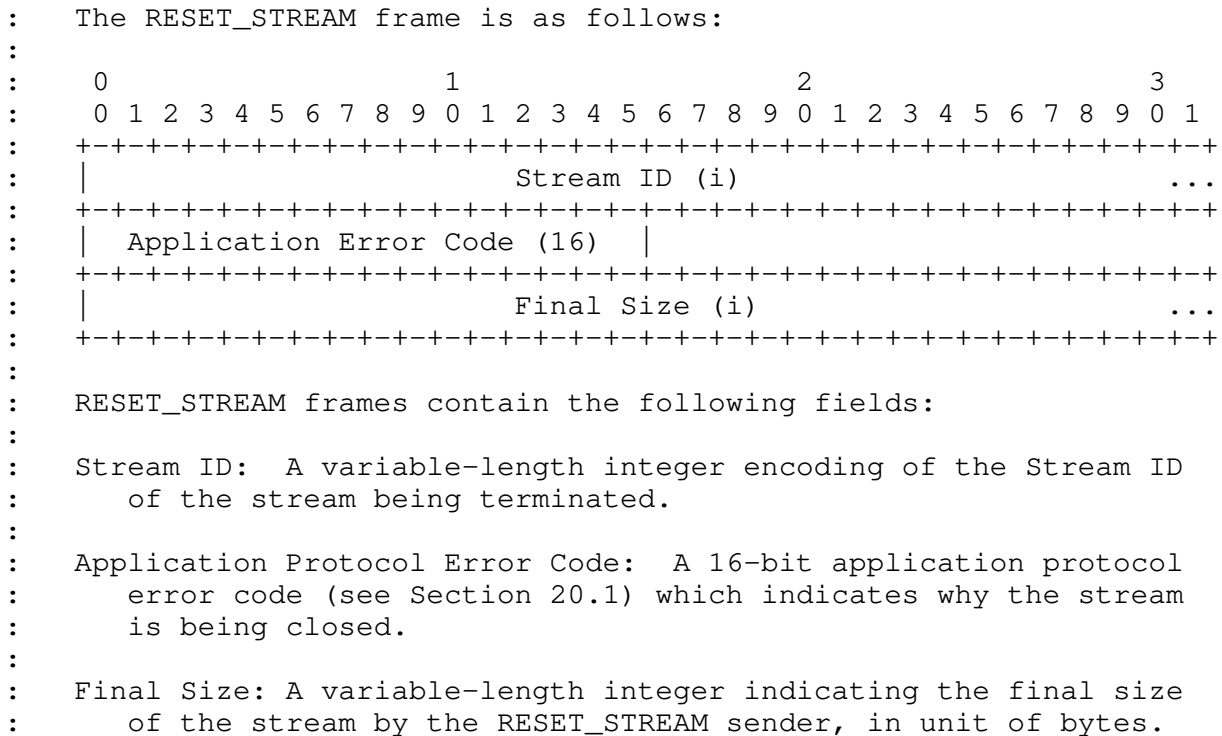 :   The RESET_STREAM frame is as follows:
:
:    0                   1                   2                   3
:    0 1 2 3 4 5 6 7 8 9 0 1 2 3 4 5 6 7 8 9 0 1 2 3 4 5 6 7 8 9 0 1
:   +-+-+-+-+-+-+-+-+-+-+-+-+-+-+-+-+-+-+-+-+-+-+-+-+-+-+-+-+-+-+-+-+
:   |                        Stream ID (i)                        ...
:   +-+-+-+-+-+-+-+-+-+-+-+-+-+-+-+-+-+-+-+-+-+-+-+-+-+-+-+-+-+-+-+-+
:   |  Application Error Code (16)  |
:   +-+-+-+-+-+-+-+-+-+-+-+-+-+-+-+-+-+-+-+-+-+-+-+-+-+-+-+-+-+-+-+-+
:   |                        Final Size (i)                       ...
:   +-+-+-+-+-+-+-+-+-+-+-+-+-+-+-+-+-+-+-+-+-+-+-+-+-+-+-+-+-+-+-+-+
:
:   RESET_STREAM frames contain the following fields:
:
:   Stream ID:  A variable-length integer encoding of the Stream ID
:      of the stream being terminated.
:
:   Application Protocol Error Code:  A 16-bit application protocol
:      error code (see Section 20.1) which indicates why the stream
:      is being closed.
:
:   Final Size: A variable-length integer indicating the final size
:      of the stream by the RESET_STREAM sender, in unit of bytes.